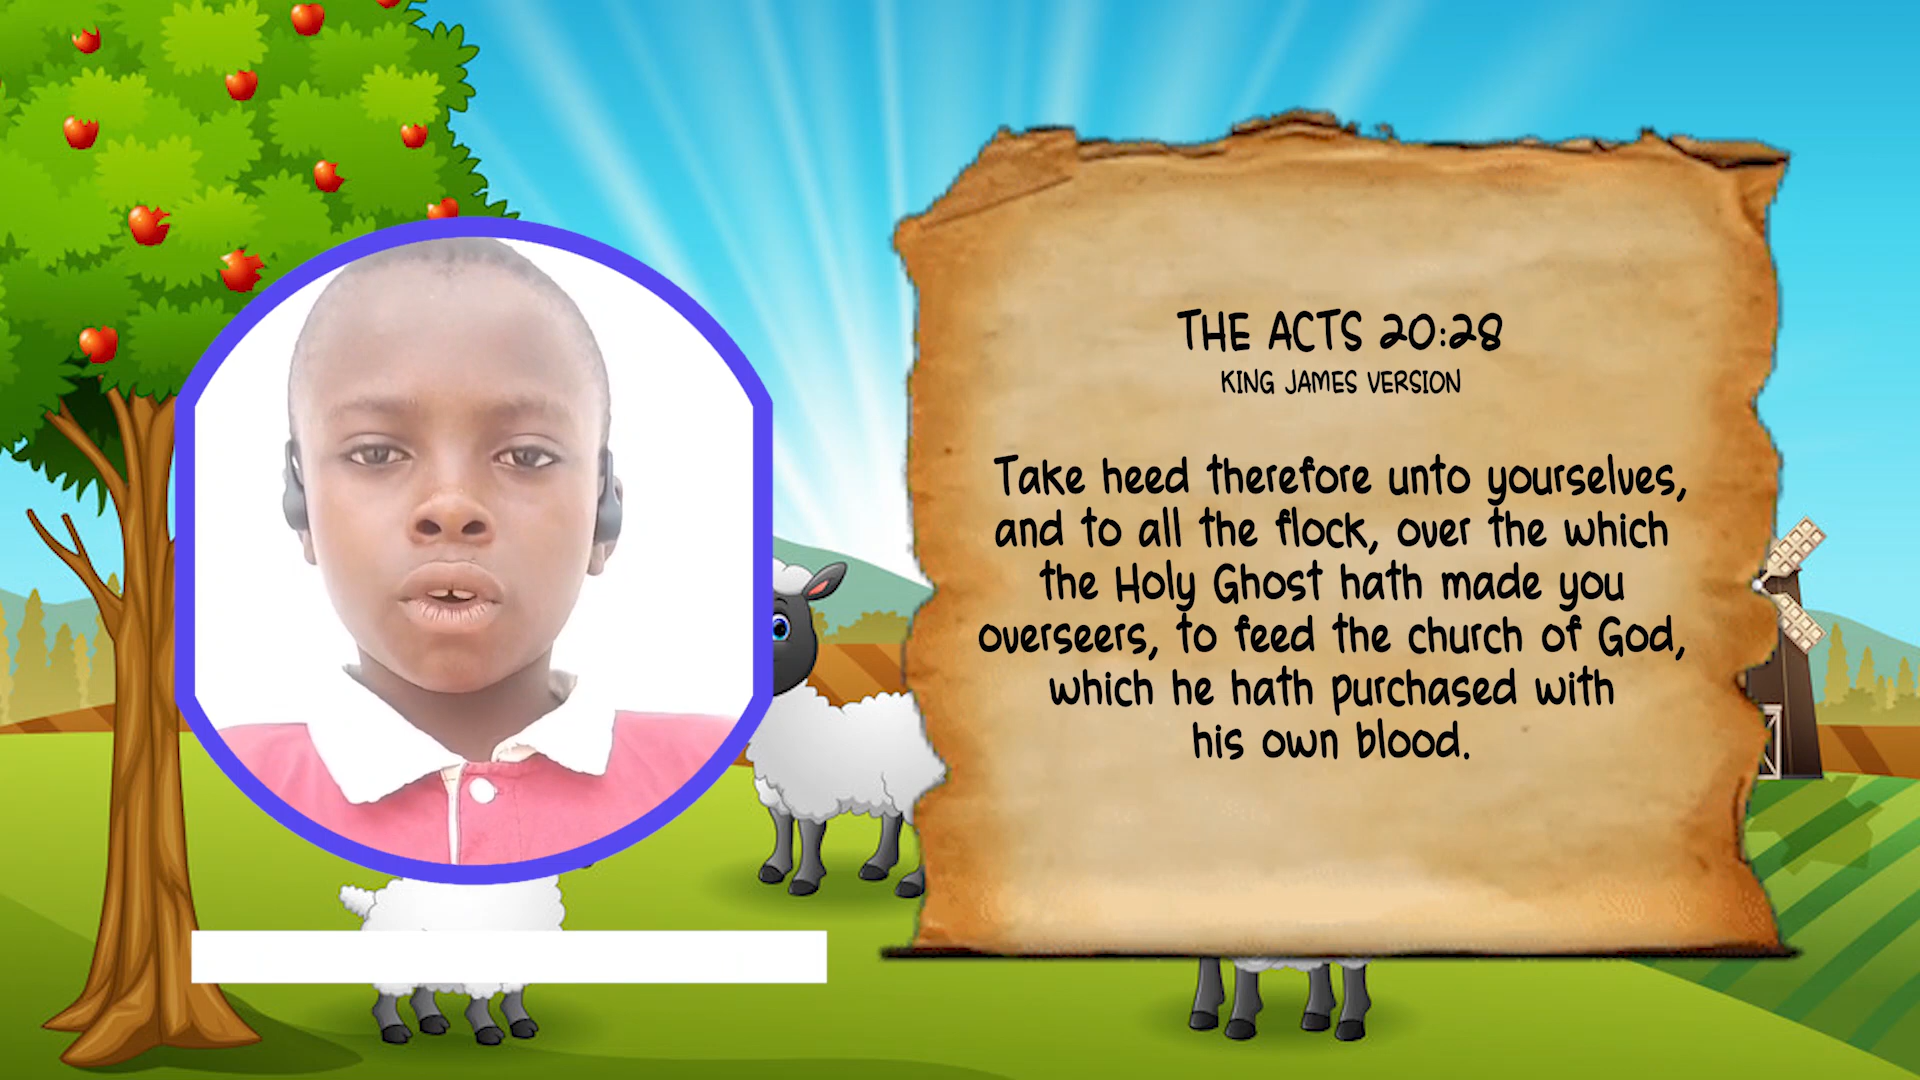 THE ACTS 20:28
KING JAMES VERSION
Take heed therefore unto yourselves,
and to all the flock, over the which
the Holy Ghost hath made you
overseers, to feed the church of God,
which he hath purchased with
his own blood.